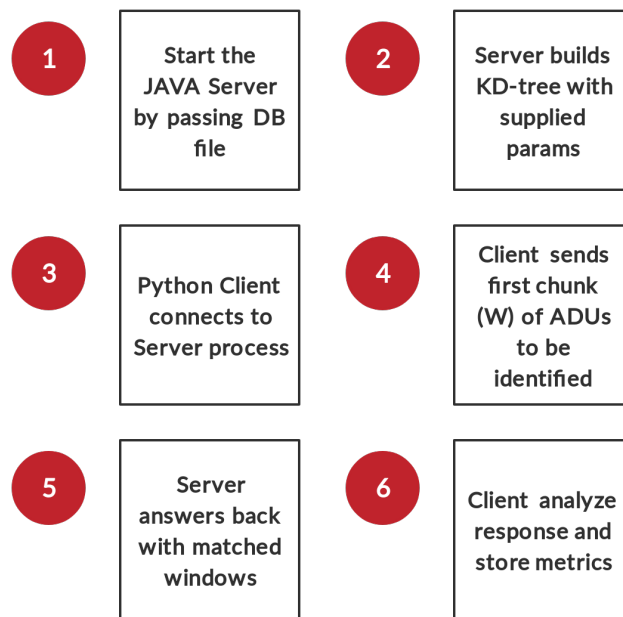 1
Start the
JAVA Server
by passing DB
file
2
Server builds
KD-tree with
supplied
params
3
Python Client
connects to
Server process
4
Client sends
first chunk
(W) of ADUs
to be
identified
5
Server
answers back
with matched
windows
6
Client analyze
response and
store metrics